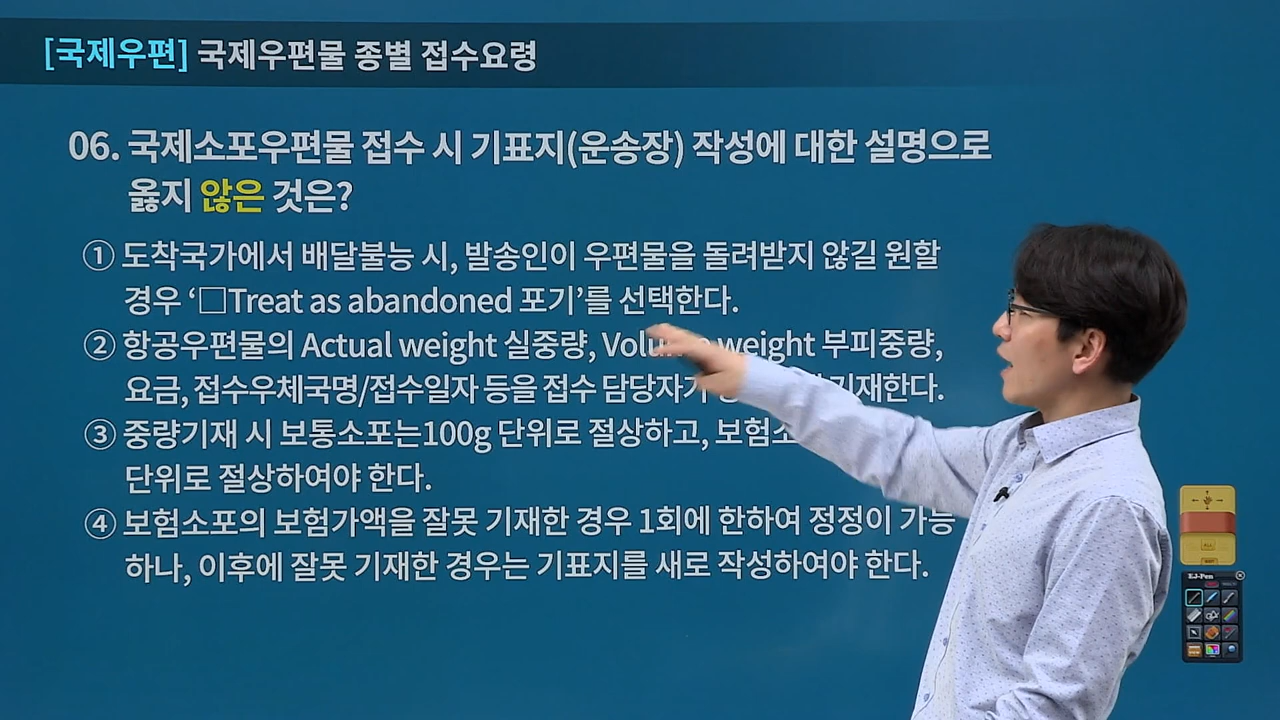 [국제우편] 국제우편물 종별 접수요령
06. 국제소포우편물 접수 시 기표지(운송장) 작성에 대한 설명으로
옳지 않은 것은?
① 도착국가에서 배달불능 시, 발송인이 우편물을 돌려받지 않길 원할
경우 ‘□Treat as abandoned 포기’를 선택한다.
② 항공우편물의 Actual weight 실중량, weight 부피중량,
요금, 접수우체국명/접수일자 등을 접수 담당자가
③ 중량기재 시 보통소포는100g 단위로 절상하고,
단위로 절상하여야 한다.
④ 보험소포의 보험가액을 잘못 기재한 경우 1회에 한하여 정정이 가능
하나, 이후에 잘못 기재한 경우는 기표지를 새로 작성하여야 한다.
EJ-Pen